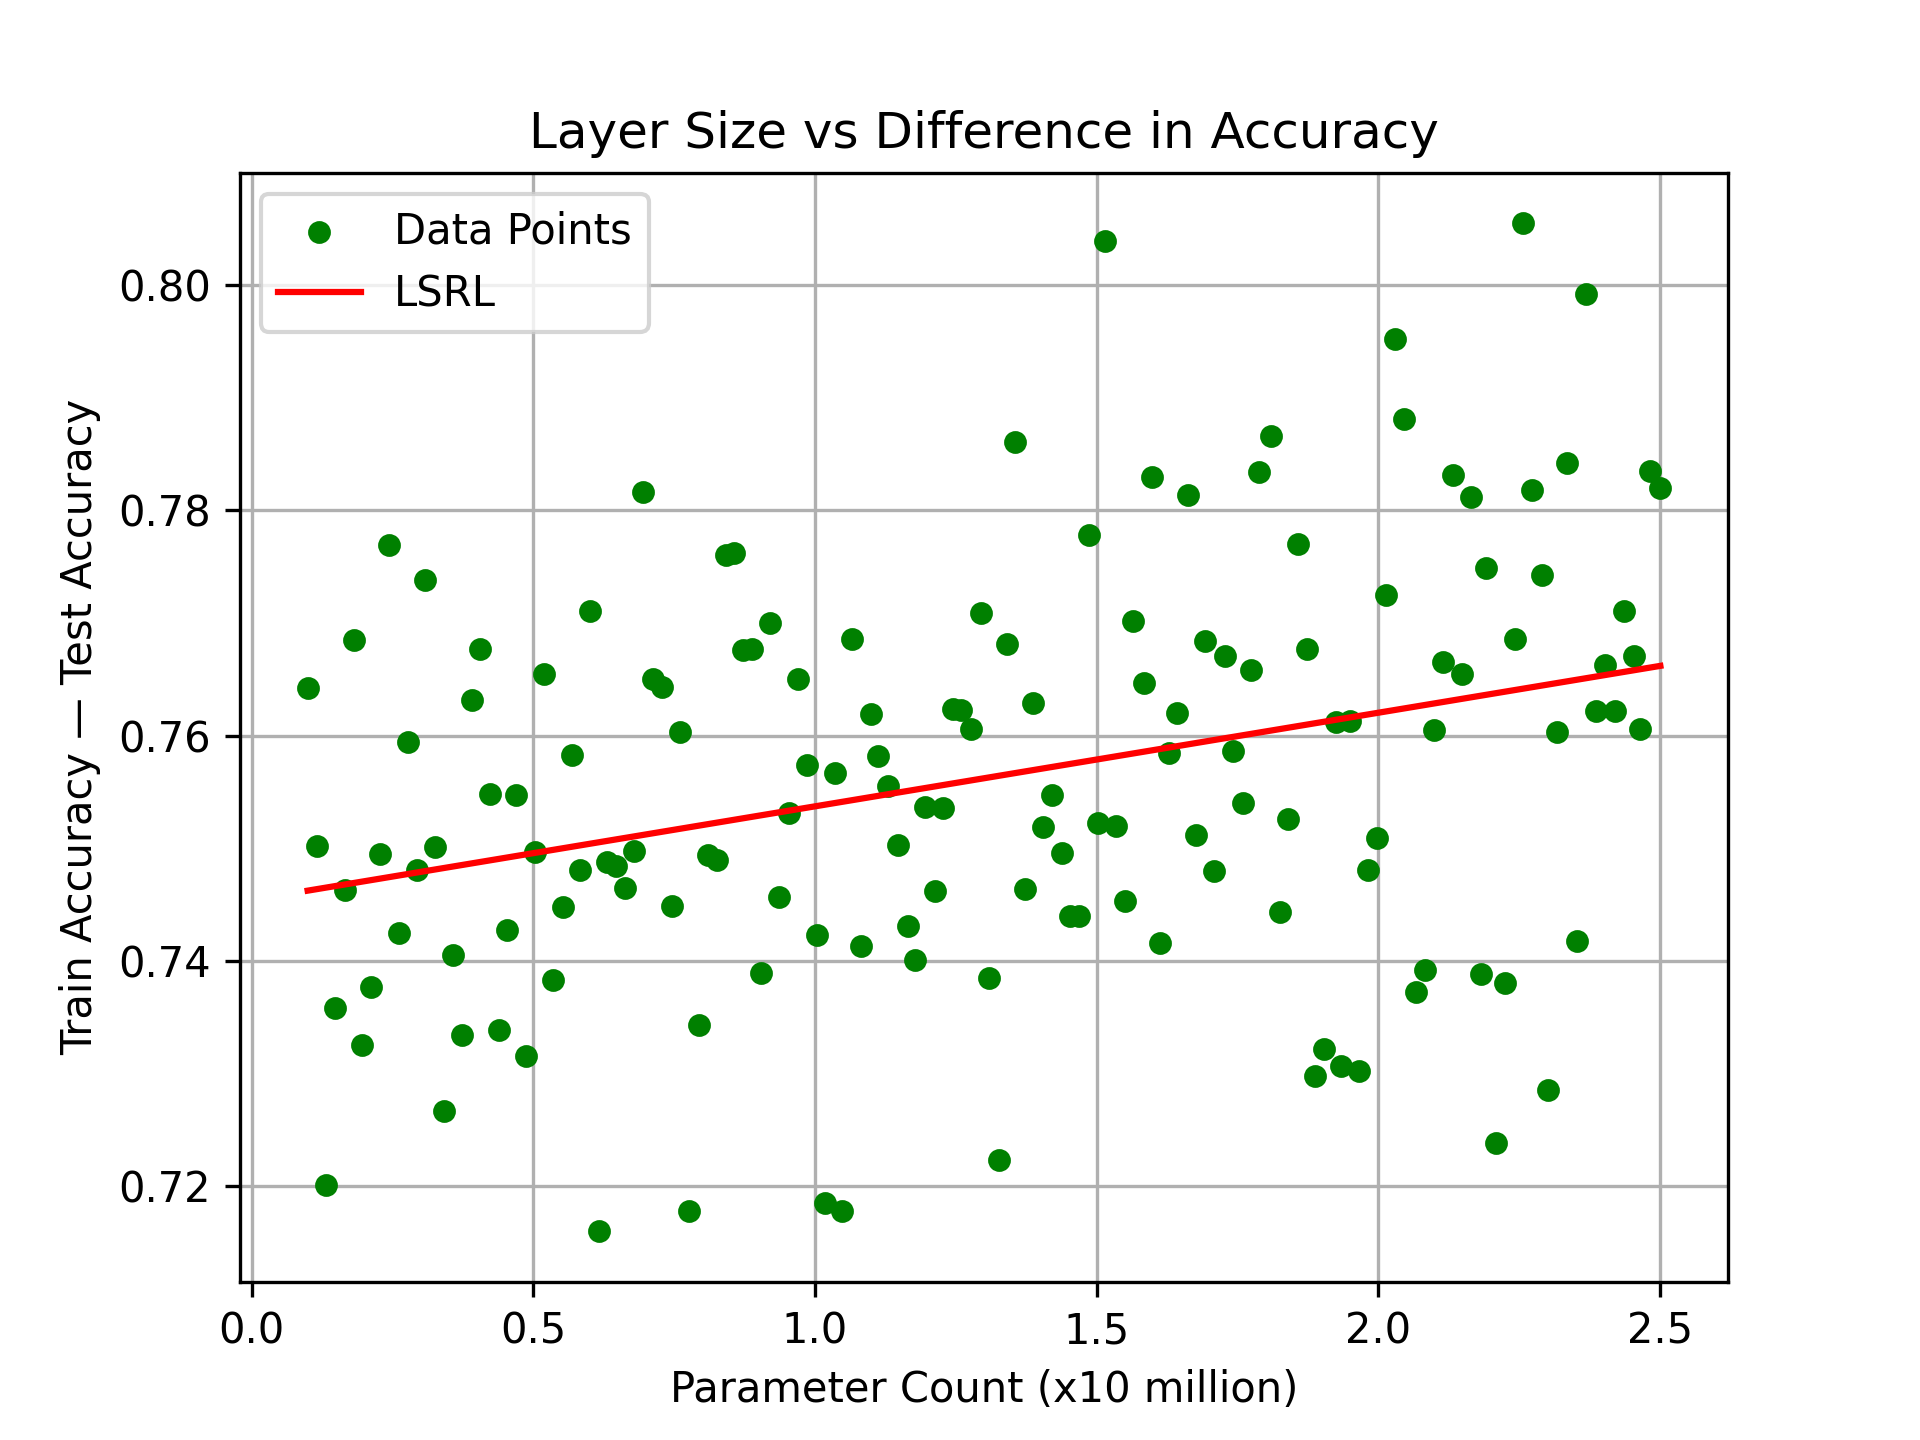 Layer Size vs Difference in Accuracy
Data Points
LSRL
Train Accuracy — Test Accuracy
0.80
0.78
0.76
0.74
0.72
0.0 0.5 1.0 1.5 2.0 2.5
Parameter Count (x10 million)